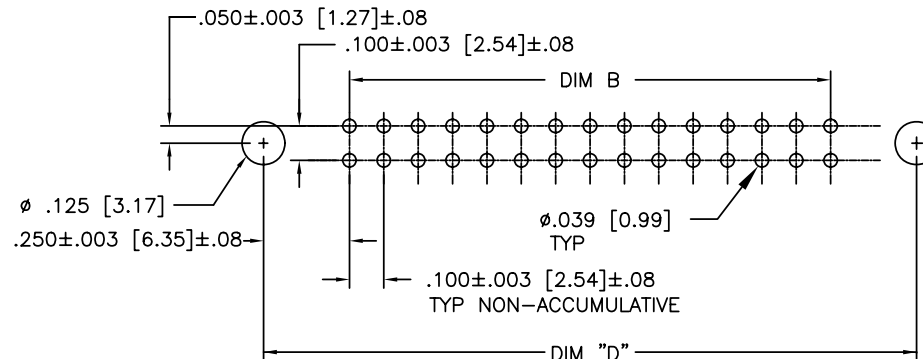 .050±.003 [1.27]±.08
.100±.003 [2.54]±.08
DIM B
ø .125 [3.17]
.250±.003 [6.35]±.08
ø.039 [0.99]
TYP
.100±.003 [2.54]±.08
TYP NON-ACCUMULATIVE
DIM "D"